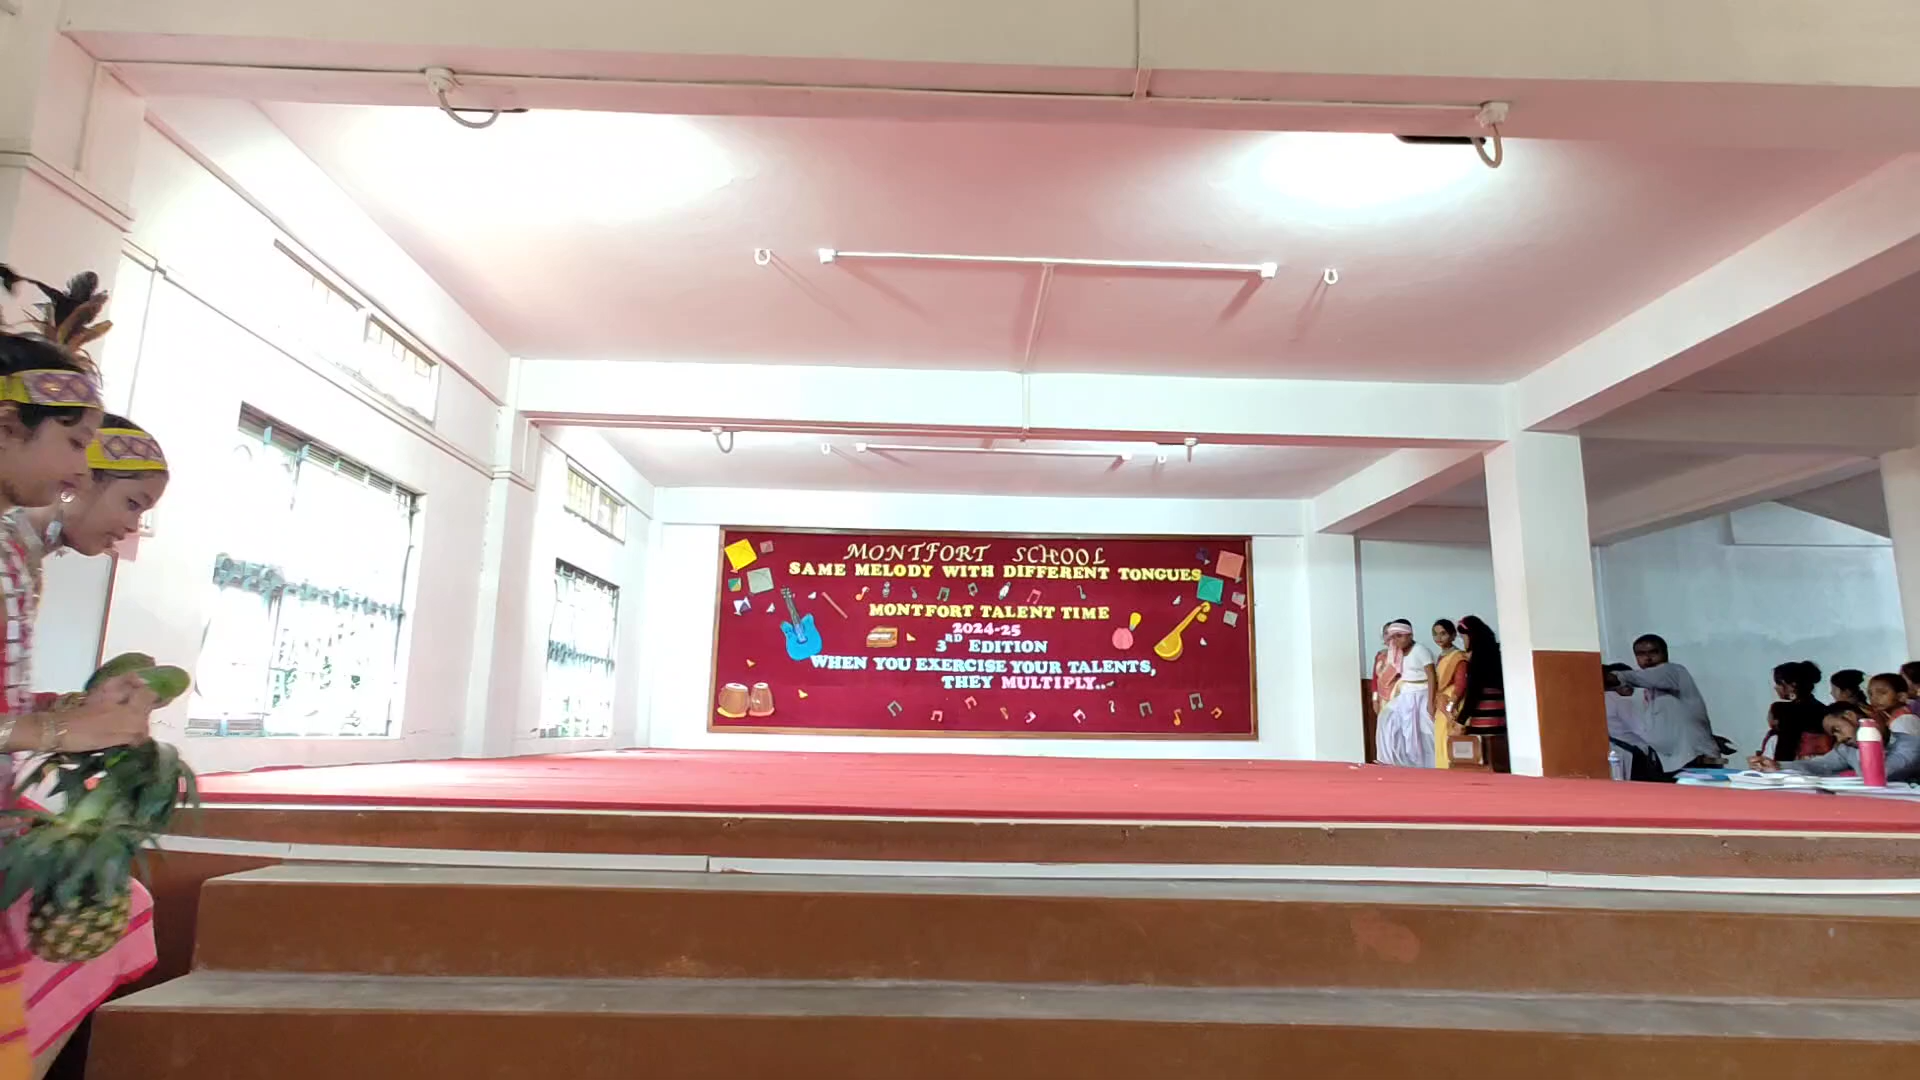 MONTFORT SCHOOL
SAME MELODY WITH DIFFERENT TONGUES
MONTFORT TALENT TIME
2024-25
3RD EDITION
WHEN YOU EXERCISE YOUR TALENTS,
THEY MULTIPLY..